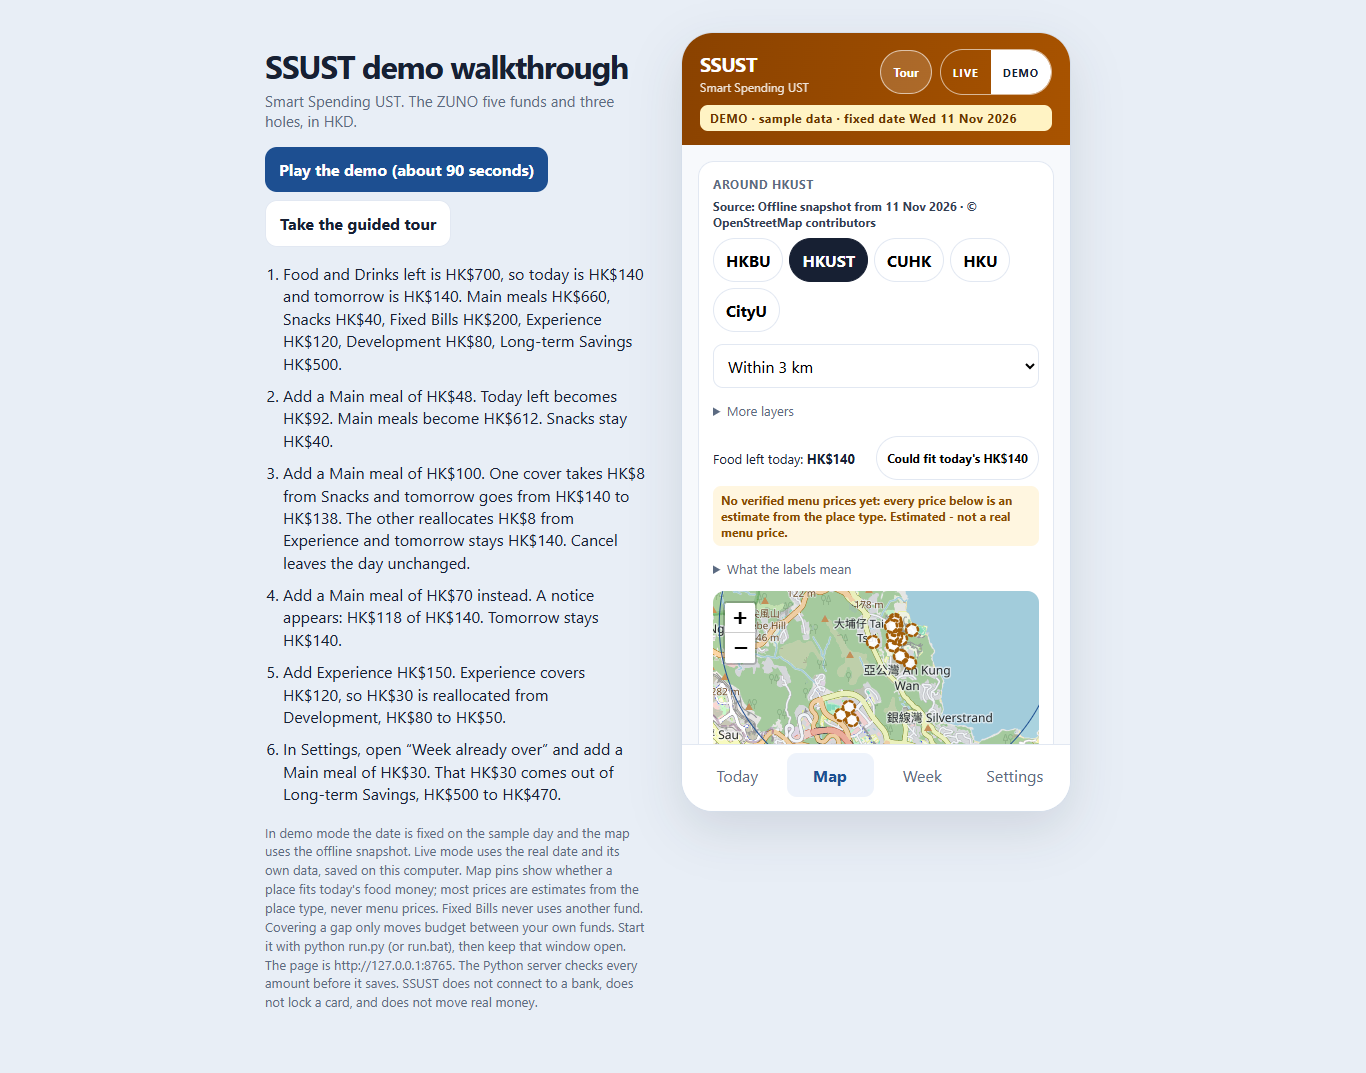 SSUST demo walkthrough
Smart Spending UST. The ZUNO five funds and three
holes, in HKD.
Play the demo (about 90 seconds)
Take the guided tour
1. Food and Drinks left is HK$700, so today is HK$140
and tomorrow is HK$140. Main meals HK$660,
Snacks HK$40, Fixed Bills HK$200, Experience
HK$120, Development HK$80, Long-term Savings
HK$500.
2. Add a Main meal of HK$48. Today left becomes
HK$92. Main meals become HK$612. Snacks stay
HK$40.
3. Add a Main meal of HK$100. One cover takes HK$8
from Snacks and tomorrow goes from HK$140 to
HK$138. The other reallocates HK$8 from
Experience and tomorrow stays HK$140. Cancel
leaves the day unchanged.
4. Add a Main meal of HK$70 instead. A notice
appears: HK$118 of HK$140. Tomorrow stays
HK$140.
5. Add Experience HK$150. Experience covers
HK$120, so HK$30 is reallocated from
Development, HK$80 to HK$50.
6. In Settings, open “Week already over” and add a
Main meal of HK$30. That HK$30 comes out of
Long-term Savings, HK$500 to HK$470.
In demo mode the date is fixed on the sample day and the map
uses the offline snapshot. Live mode uses the real date and its
own data, saved on this computer. Map pins show whether a
place fits today's food money; most prices are estimates from the
place type, never menu prices. Fixed Bills never uses another fund.
Covering a gap only moves budget between your own funds. Start
it with python run.py (or run.bat), then keep that window open.
The page is http://127.0.0.1:8765. The Python server checks every
amount before it saves. SSUST does not connect to a bank, does
not lock a card, and does not move real money.
SSUST
Smart Spending UST
Tour
LIVE
DEMO
DEMO · sample data · fixed date Wed 11 Nov 2026
AROUND HKUST
Source: Offline snapshot from 11 Nov 2026 · ©
OpenStreetMap contributors
HKBU
HKUST
CUHK
HKU
CityU
Within 3 km
More layers
Food left today: HK$140
Could fit today's HK$140
No verified menu prices yet: every price below is an
estimate from the place type. Estimated - not a real
menu price.
What the labels mean
+
−
122 m
178 m
大埔仔 Tai
亞公灣 An Kung
Wan
282 m
銀線灣 Silverstrand
Sau
Today
Map
Week
Settings